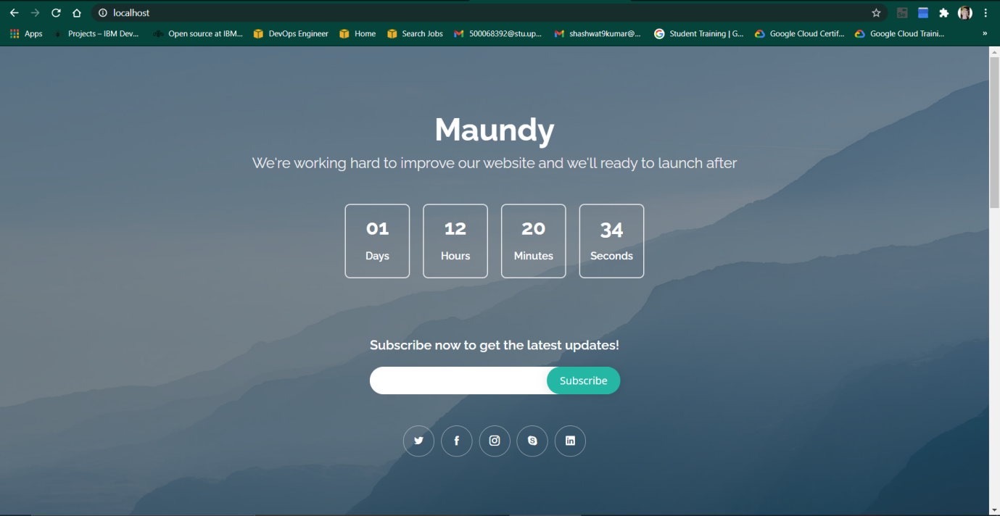 localhost
Apps Projects – IBM Dev... Open source at IBM... DevOps Engineer Home Search Jobs 500068392@stu.up... shashwat9kumar@... Student Training | G... Google Cloud Certif... Google Cloud Traini... »
Maundy
We're working hard to improve our website and we'll ready to launch after
01 12 20 34
Days Hours Minutes Seconds
Subscribe now to get the latest updates!
Subscribe